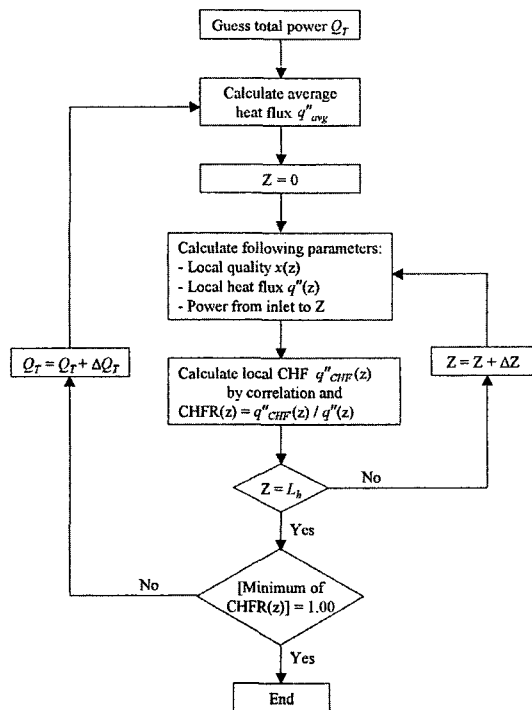 Guess total power Q_T
Calculate average
heat flux q"_avg
Z = 0
Calculate following parameters:
- Local quality x(z)
- Local heat flux q"(z)
- Power from inlet to Z
Q_T = Q_T + ΔQ_T
Z = Z + ΔZ
Calculate local CHF q"_CHF(z)
by correlation and
CHFR(z) = q"_CHF(z) / q"(z)
Z = L_h
No
Yes
No
[Minimum of
CHFR(z)] = 1.00
Yes
End